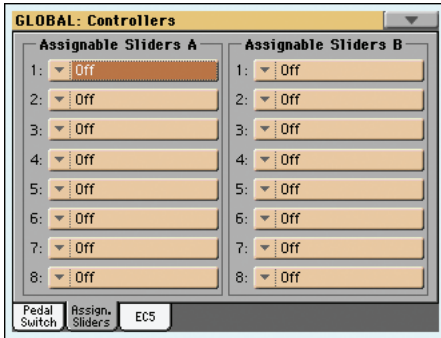 GLOBAL: Controllers
Assignable Sliders A
Assignable Sliders B
1: Off
1: Off
2: Off
2: Off
3: Off
3: Off
4: Off
4: Off
5: Off
5: Off
6: Off
6: Off
7: Off
7: Off
8: Off
8: Off
Pedal
Switch
Assign.
Sliders
EC5